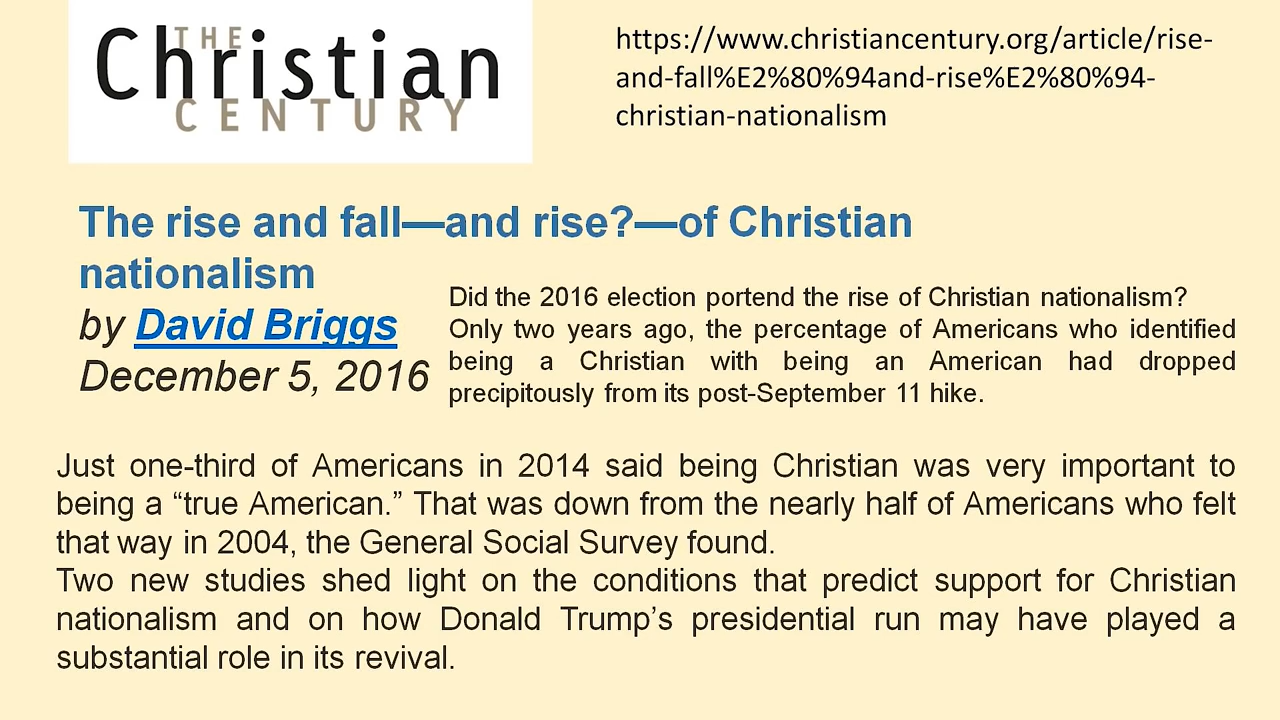 THE
Christian
CENTURY
https://www.christiancentury.org/article/rise-
and-fall%E2%80%94and-rise%E2%80%94-
christian-nationalism
The rise and fall—and rise?—of Christian
nationalism
by David Briggs
December 5, 2016
Did the 2016 election portend the rise of Christian nationalism?
Only two years ago, the percentage of Americans who identified
being a Christian with being an American had dropped
precipitously from its post-September 11 hike.
Just one-third of Americans in 2014 said being Christian was very important to
being a “true American.” That was down from the nearly half of Americans who felt
that way in 2004, the General Social Survey found.
Two new studies shed light on the conditions that predict support for Christian
nationalism and on how Donald Trump’s presidential run may have played a
substantial role in its revival.